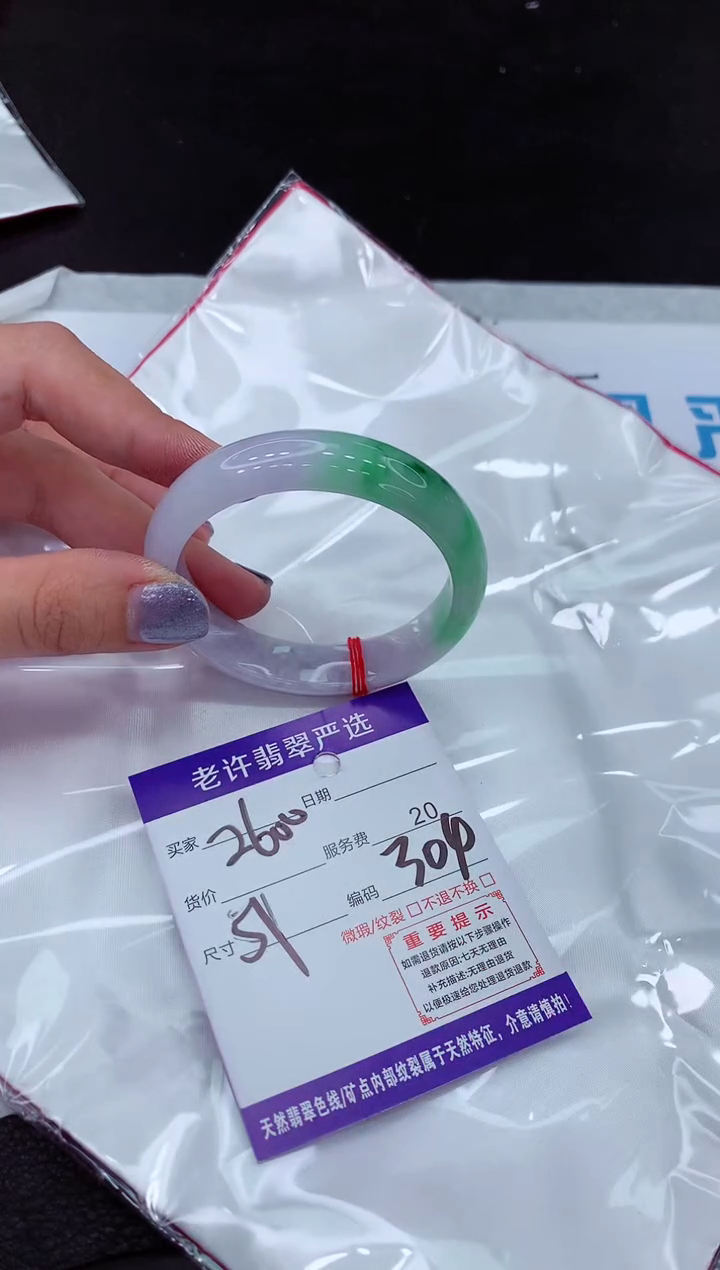 老许翡翠严选
买家 2600 日期
服务费 20
货价
编码 304
尺寸 51
微瑕/纹裂 □不退不换 □
重要提示
如需退货请按以下步骤操作
退款原因:七天无理由
补充描述:无理由退货
以便极速给您处理退货退款
天然翡翠色线/矿点内部纹裂属于天然特征，介意请慎拍！